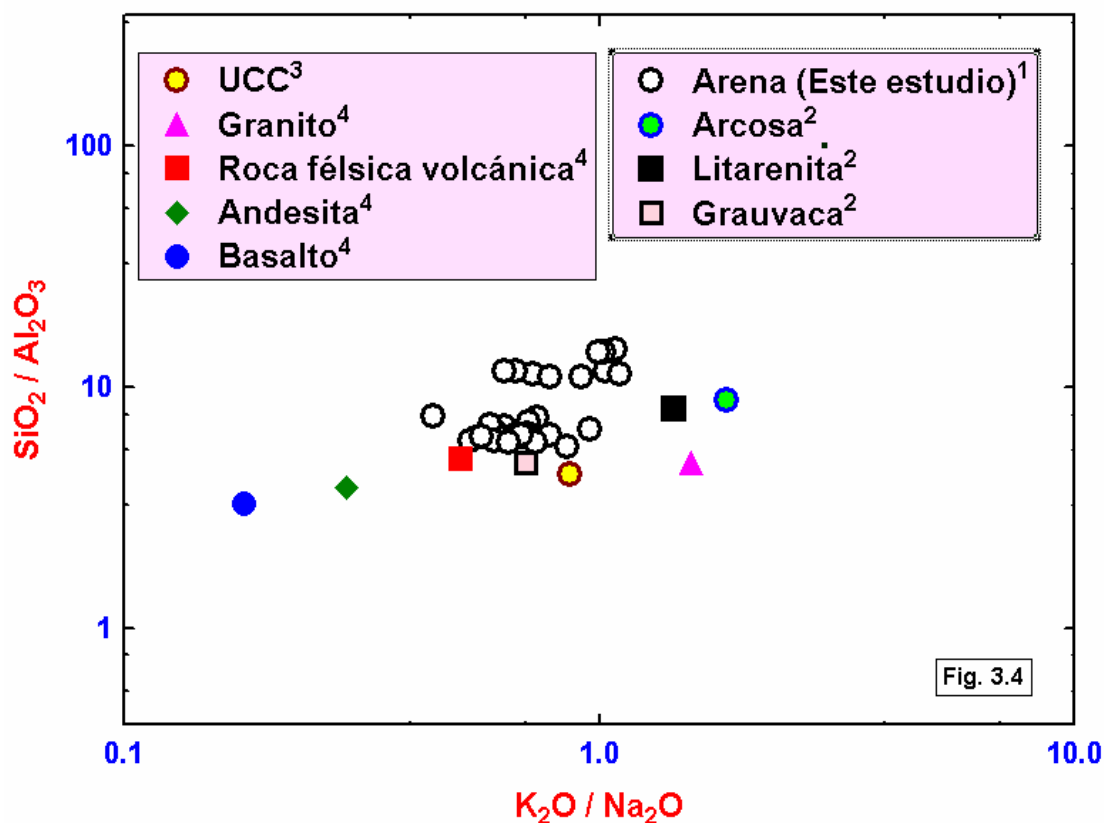 UCC³
Granito⁴
Roca félsica volcánica⁴
Andesita⁴
Basalto⁴
Arena (Este estudio)¹
Arcosa²
Litarenita²
Grauvaca²
100
10
1
SiO₂ / Al₂O₃
Fig. 3.4
0.1
1.0
10.0
K₂O / Na₂O